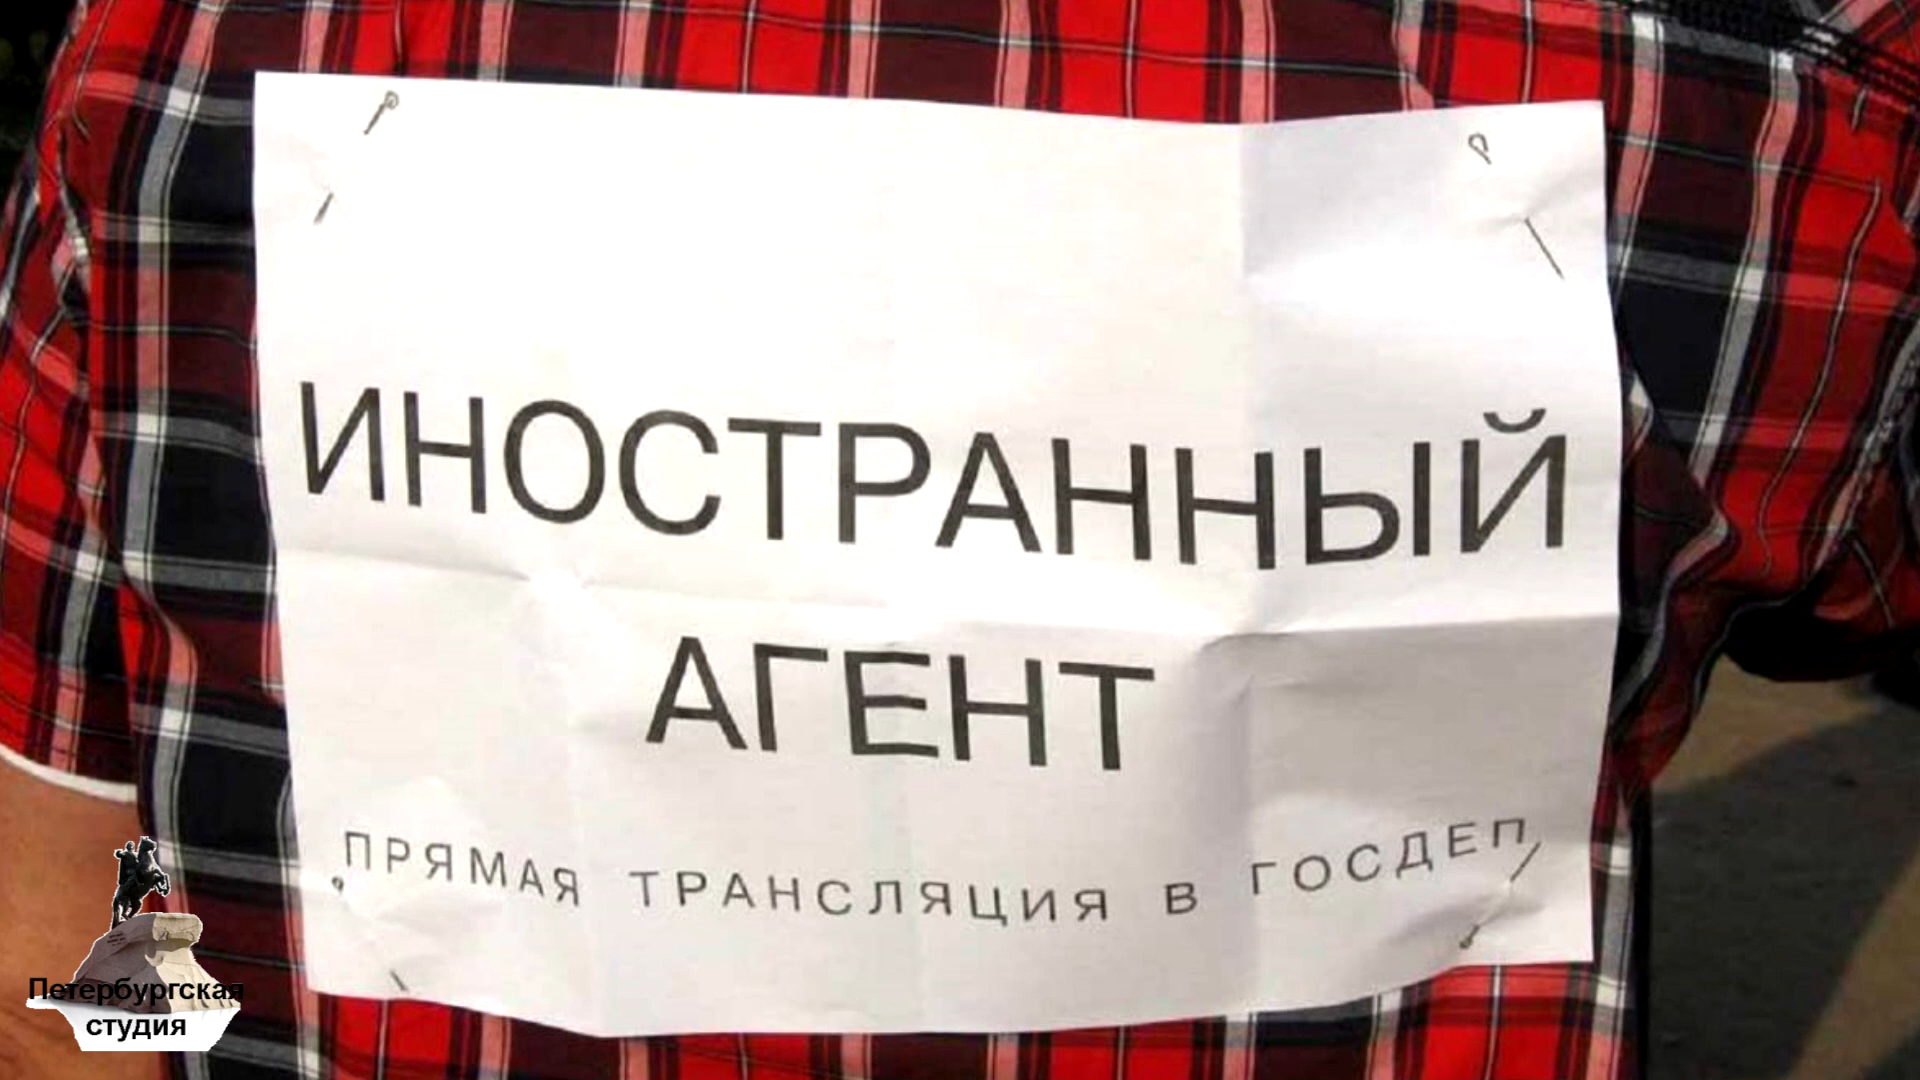 ИНОСТРАННЫЙ
АГЕНТ
ПРЯМАЯ ТРАНСЛЯЦИЯ В ГОСДЕП
Петербургская
студия